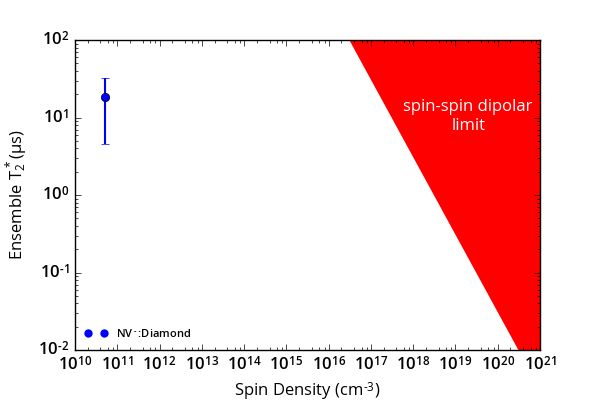 10²
10¹
10⁰
10⁻¹
10⁻²
Ensemble T₂* (μs)
spin-spin dipolar
limit
NV⁻:Diamond
10¹⁰ 10¹¹ 10¹² 10¹³ 10¹⁴ 10¹⁵ 10¹⁶ 10¹⁷ 10¹⁸ 10¹⁹ 10²⁰ 10²¹
Spin Density (cm⁻³)